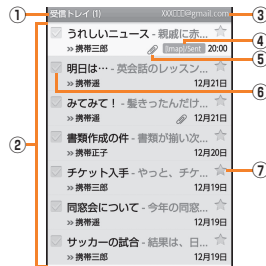 ① 受信トレイ (1) XXX□□□@gmail.com ③
うれしいニュース - 親戚に赤... ④
» 携帯三郎 [Imap]/Sent 20:00
⑤
明日は… - 英会話のレッスン...
» 携帯遥 12月21日 ⑥
みてみて！ - 髪きったんだけ...
» 携帯遥 12月21日
② 書類作成の件 - 書類が揃い次...
» 携帯正子 12月20日
チケット入手 - やっと、チケ... ⑦
» 携帯三郎 12月19日
同窓会について - 今年の同窓...
» 携帯三郎 12月19日
サッカーの試合 - 結果は、日...
» 携帯三郎 12月19日